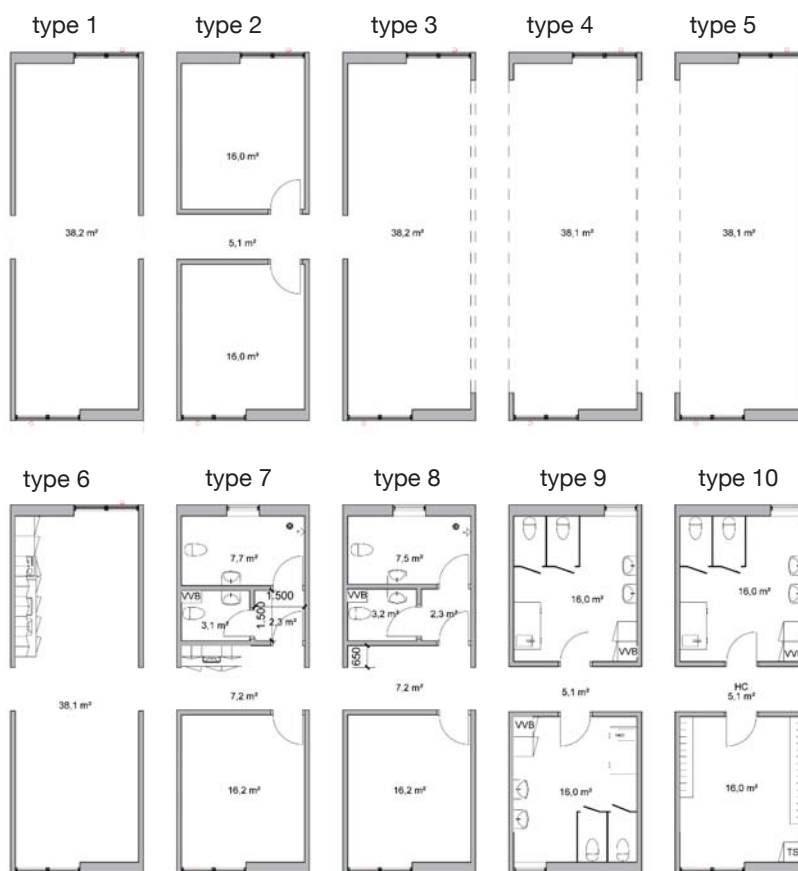 type 1
type 2
type 3
type 4
type 5
16,0 m²
38,2 m²
5,1 m²
38,2 m²
38,1 m²
38,1 m²
16,0 m²
type 6
type 7
type 8
type 9
type 10
7,7 m²
7,5 m²
VVB
1.500
1.500
3,1 m²
2,3 m²
VVB
3,2 m²
2,3 m²
16,0 m²
16,0 m²
VVB
VVB
650
38,1 m²
7,2 m²
7,2 m²
5,1 m²
HC
5,1 m²
VVB
16,2 m²
16,2 m²
16,0 m²
16,0 m²
TS